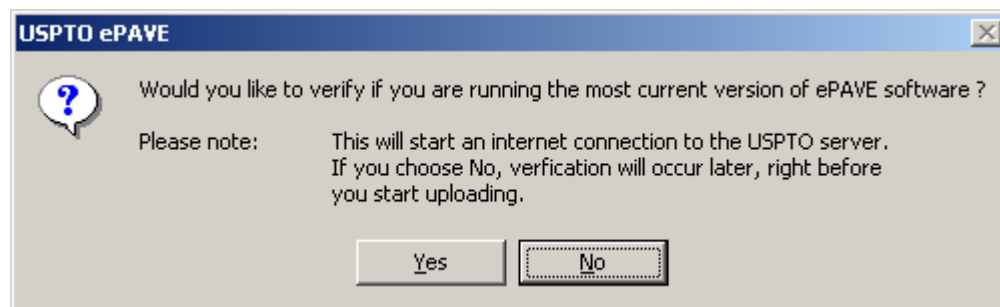 USPTO ePAVE
Would you like to verify if you are running the most current version of ePAVE software ?
Please note: This will start an internet connection to the USPTO server.
If you choose No, verfication will occur later, right before
you start uploading.
Yes No